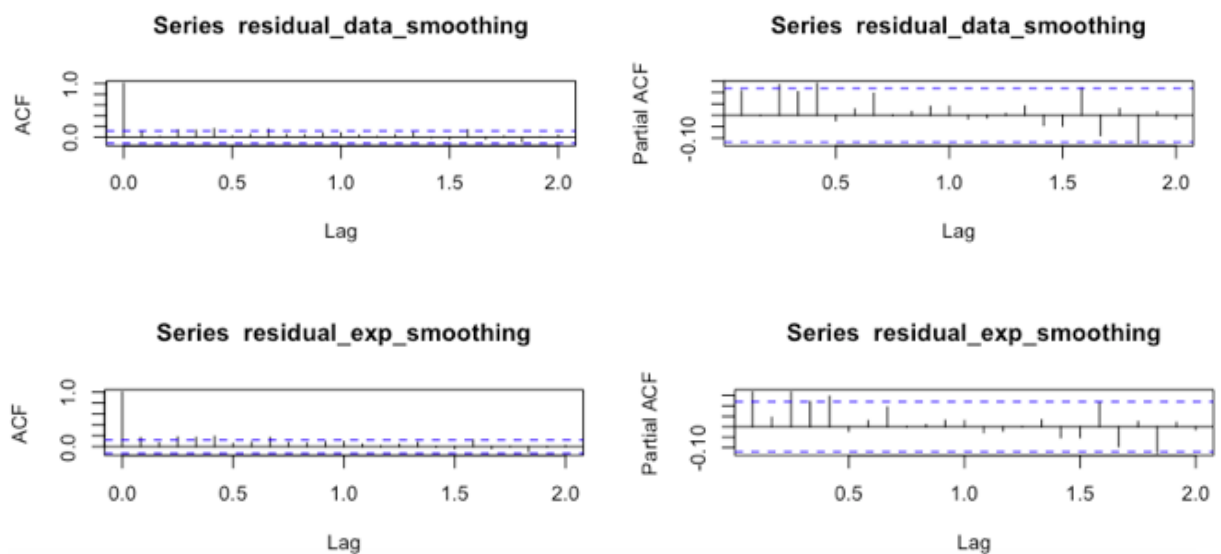 Series residual_data_smoothing
ACF
1.0
0.0
0.0 0.5 1.0 1.5 2.0
Lag
Series residual_data_smoothing
Partial ACF
-0.10
0.5 1.0 1.5 2.0
Lag
Series residual_exp_smoothing
ACF
1.0
0.0
0.0 0.5 1.0 1.5 2.0
Lag
Series residual_exp_smoothing
Partial ACF
-0.10
0.5 1.0 1.5 2.0
Lag